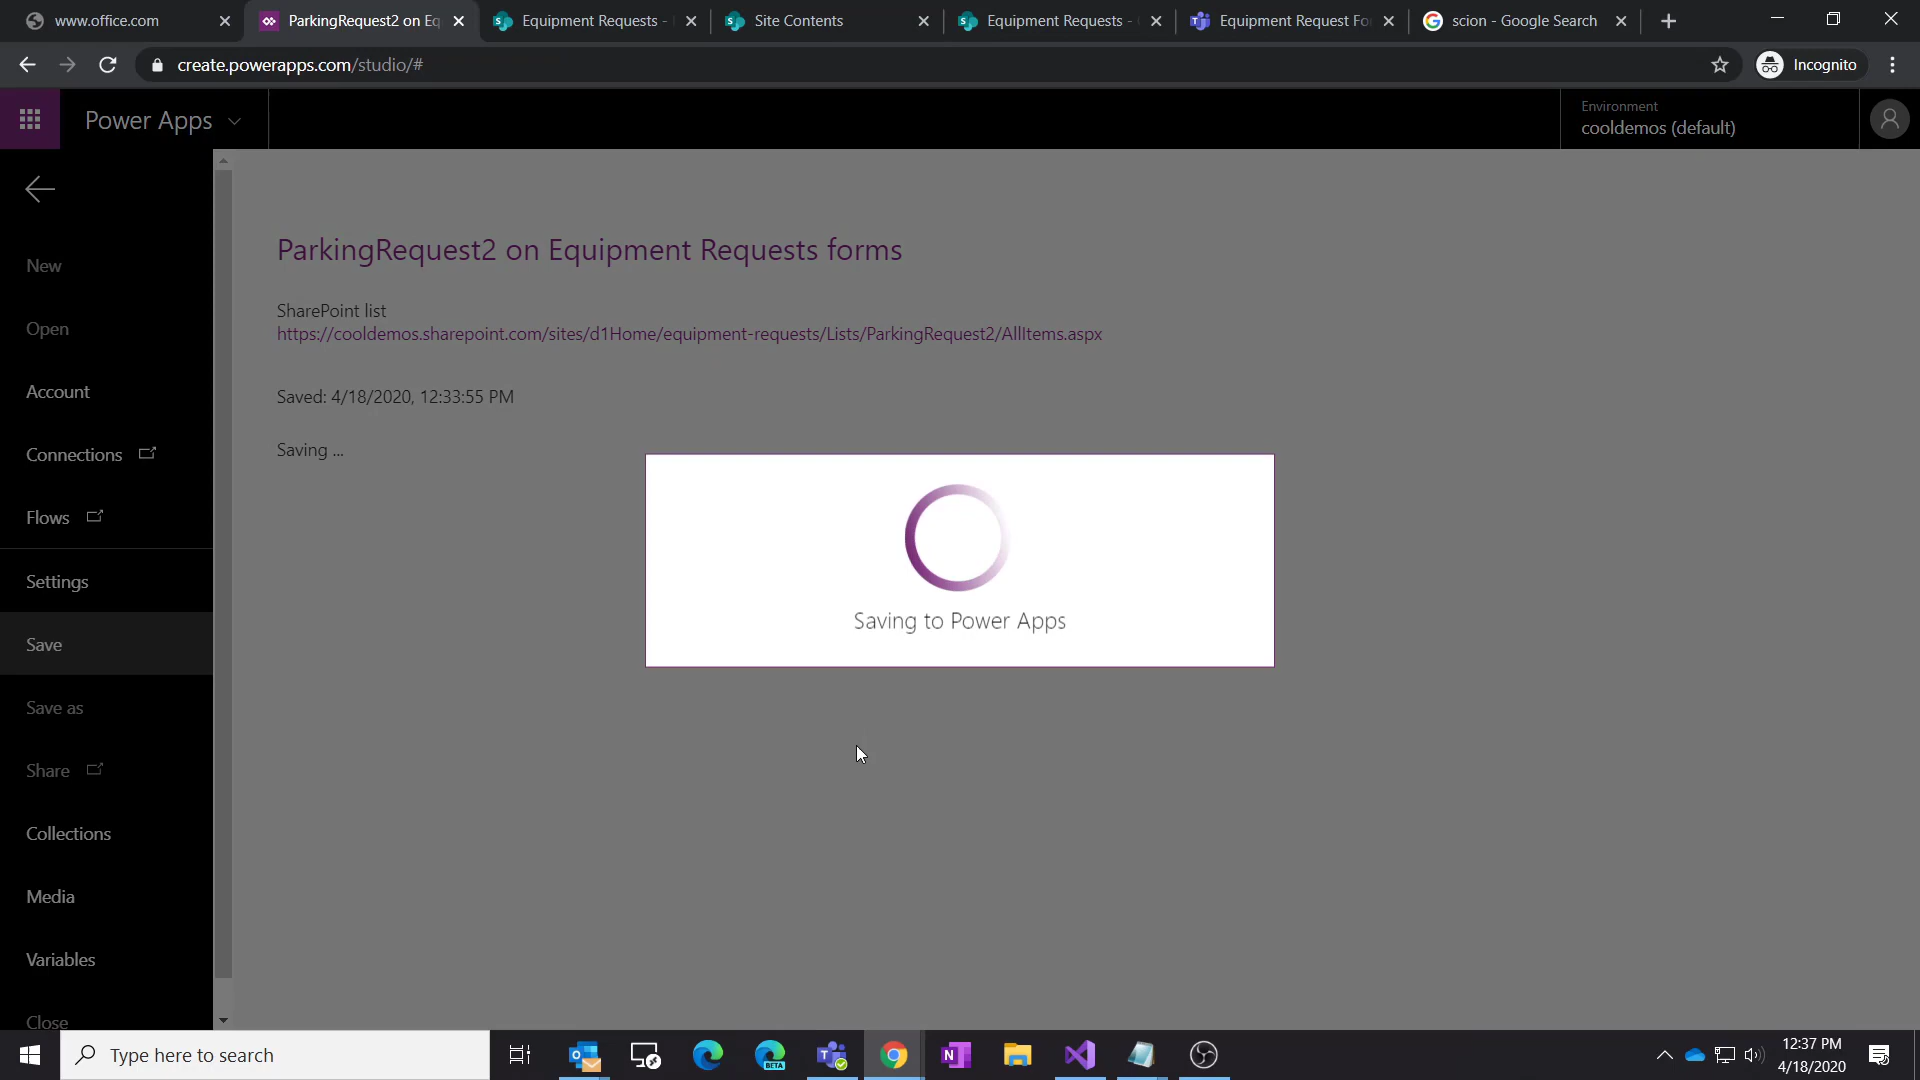 www.office.com
ParkingRequest2 on Eq
Equipment Requests -
Site Contents
Equipment Requests -
Equipment Request Fo
scion - Google Search
create.powerapps.com/studio/#
Incognito
Power Apps
Environment
cooldemos (default)
New
Open
Account
Connections
Flows
Settings
Save
Save as
Share
Collections
Media
Variables
Close
ParkingRequest2 on Equipment Requests forms
SharePoint list
https://cooldemos.sharepoint.com/sites/d1Home/equipment-requests/Lists/ParkingRequest2/AllItems.aspx
Saved: 4/18/2020, 12:33:55 PM
Saving ...
Saving to Power Apps
Type here to search
BETA
12:37 PM
4/18/2020